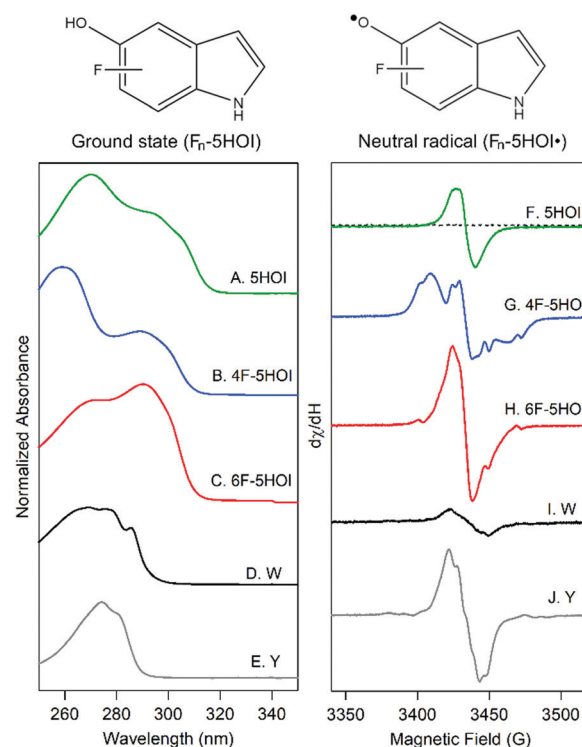 HO
F
N
H
Ground state (Fn-5HOI)
•O
F
N
H
Neutral radical (Fn-5HOI•)
Normalized Absorbance
A. 5HOI
B. 4F-5HOI
C. 6F-5HOI
D. W
E. Y
260 280 300 320 340
Wavelength (nm)
dχ/dH
F. 5HOI
G. 4F-5HO
H. 6F-5HO
I. W
J. Y
3350 3400 3450 3500
Magnetic Field (G)